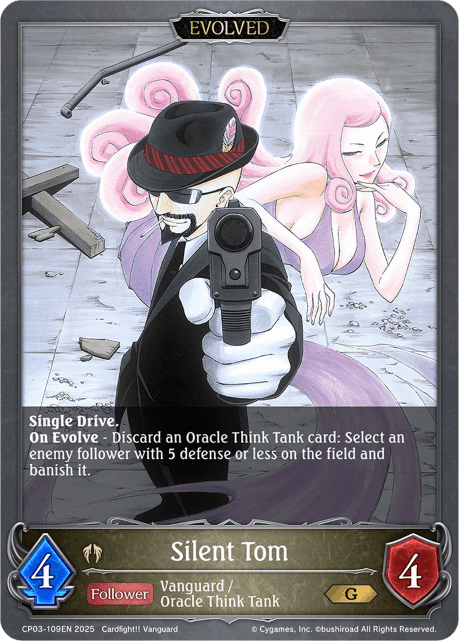 EVOLVED
Single Drive.
On Evolve - Discard an Oracle Think Tank card: Select an
enemy follower with 5 defense or less on the field and
banish it.
Silent Tom
4
Follower
Vanguard /
Oracle Think Tank
G
4
CP03-109EN 2025 Cardfight!! Vanguard
© Cygames, Inc. ©bushiroad All Rights Reserved.